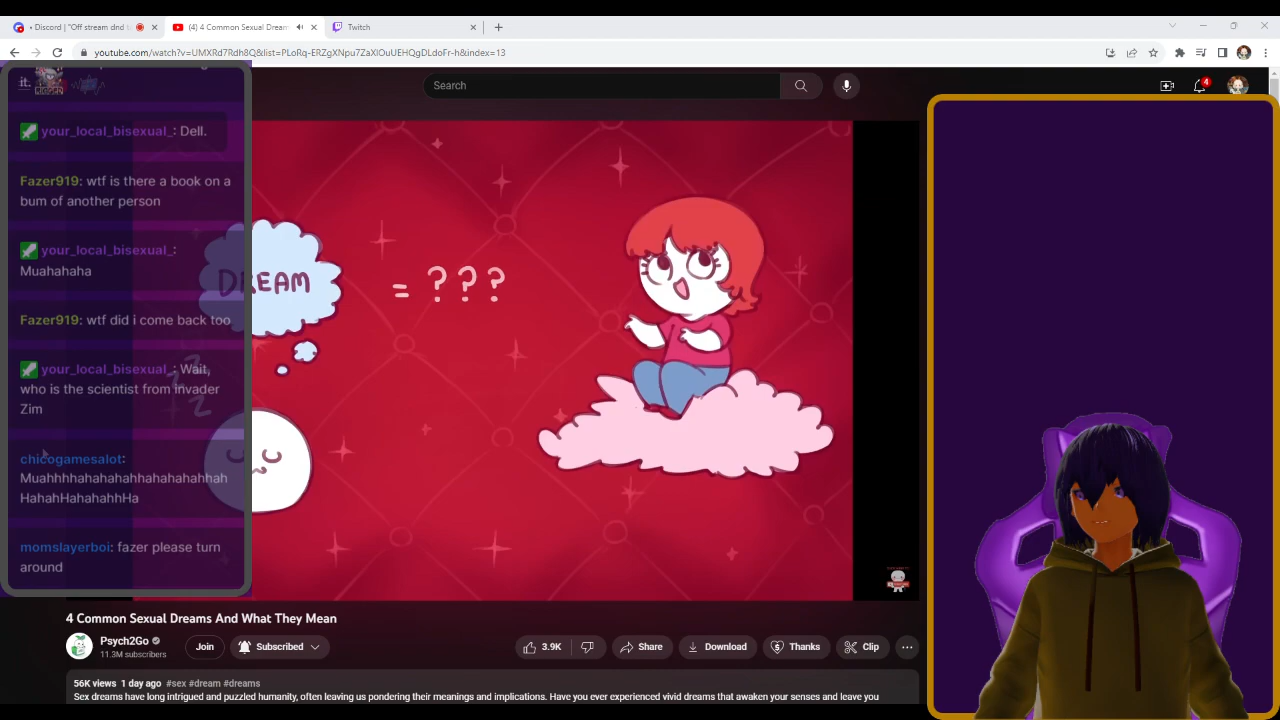 Discord | "Off stream dnd
(4) 4 Common Sexual Dream
Twitch
youtube.com/watch?v=UMXRd7Rdh8Q&list=PLoRq-ERZgXNpu7ZaXlOuUEHQgDLdoFr-h&index=13
it.
Search
4
your_local_bisexual_: Dell.
Fazer919: wtf is there a book on a
bum of another person
your_local_bisexual_:
Muahahaha
Fazer919: wtf did i come back too
your_local_bisexual_: Wait,
who is the scientist from invader
Zim
chicogamesalot:
Muahhhhahahahahhahahahahhah
HahahHahahahhHa
momslayerboi: fazer please turn
around
DREAM
= ???
z
z
4 Common Sexual Dreams And What They Mean
Psych2Go
11.3M subscribers
Join
Subscribed
3.9K
Share
Download
Thanks
Clip
56K views 1 day ago #sex #dream #dreams
Sex dreams have long intrigued and puzzled humanity, often leaving us pondering their meanings and implications. Have you ever experienced vivid dreams that awaken your senses and leave you